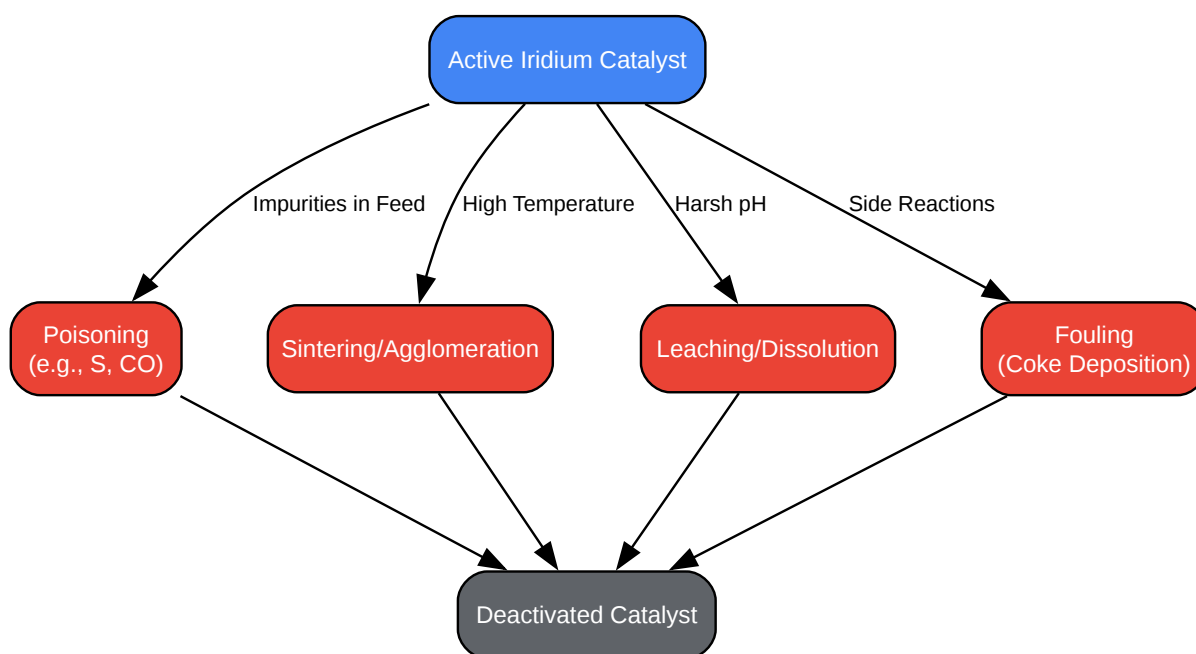 Active Iridium Catalyst
Impurities in Feed
High Temperature
Harsh pH
Side Reactions
Poisoning
(e.g., S, CO)
Sintering/Agglomeration
Leaching/Dissolution
Fouling
(Coke Deposition)
Deactivated Catalyst